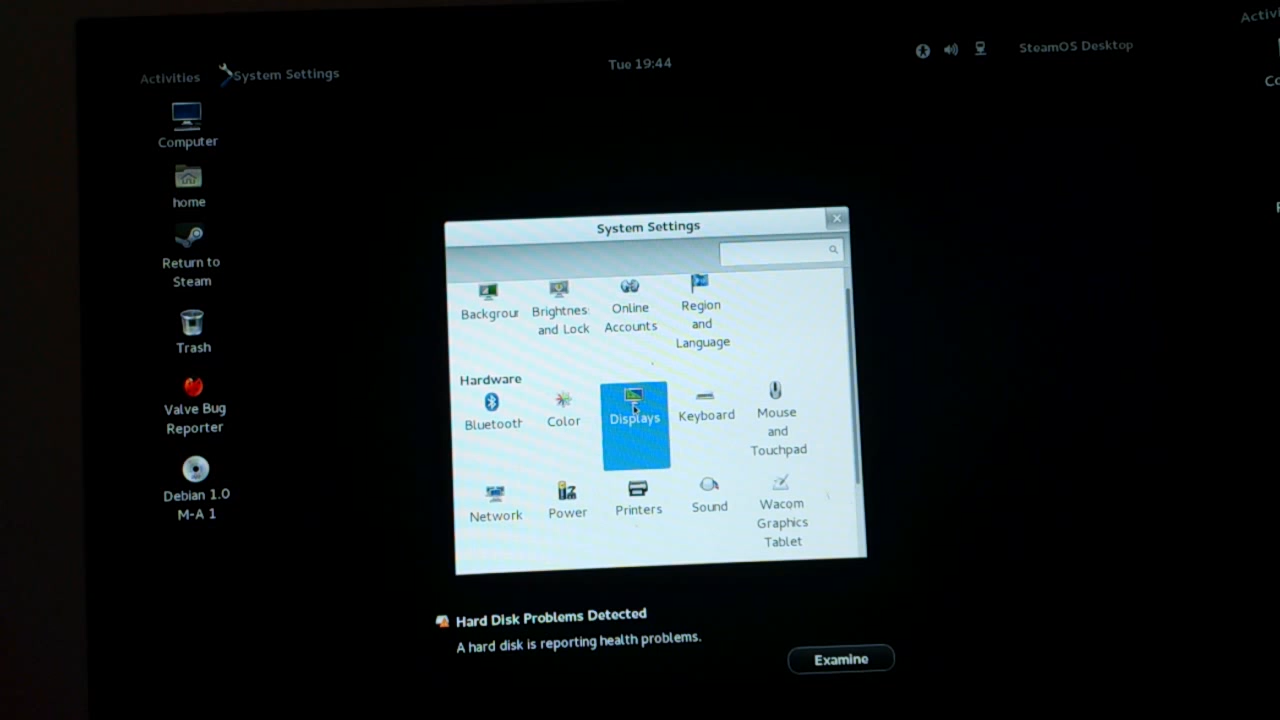 Activities
System Settings
Tue 19:44
SteamOS Desktop
Computer
home
Return to
Steam
Trash
Valve Bug
Reporter
Debian 1.0
M-A 1
System Settings
Backgrour
Brightnes:
and Lock
Online
Accounts
Region
and
Language
Hardware
Bluetooth
Color
Displays
Keyboard
Mouse
and
Touchpad
Network
Power
Printers
Sound
Wacom
Graphics
Tablet
Hard Disk Problems Detected
A hard disk is reporting health problems.
Examine